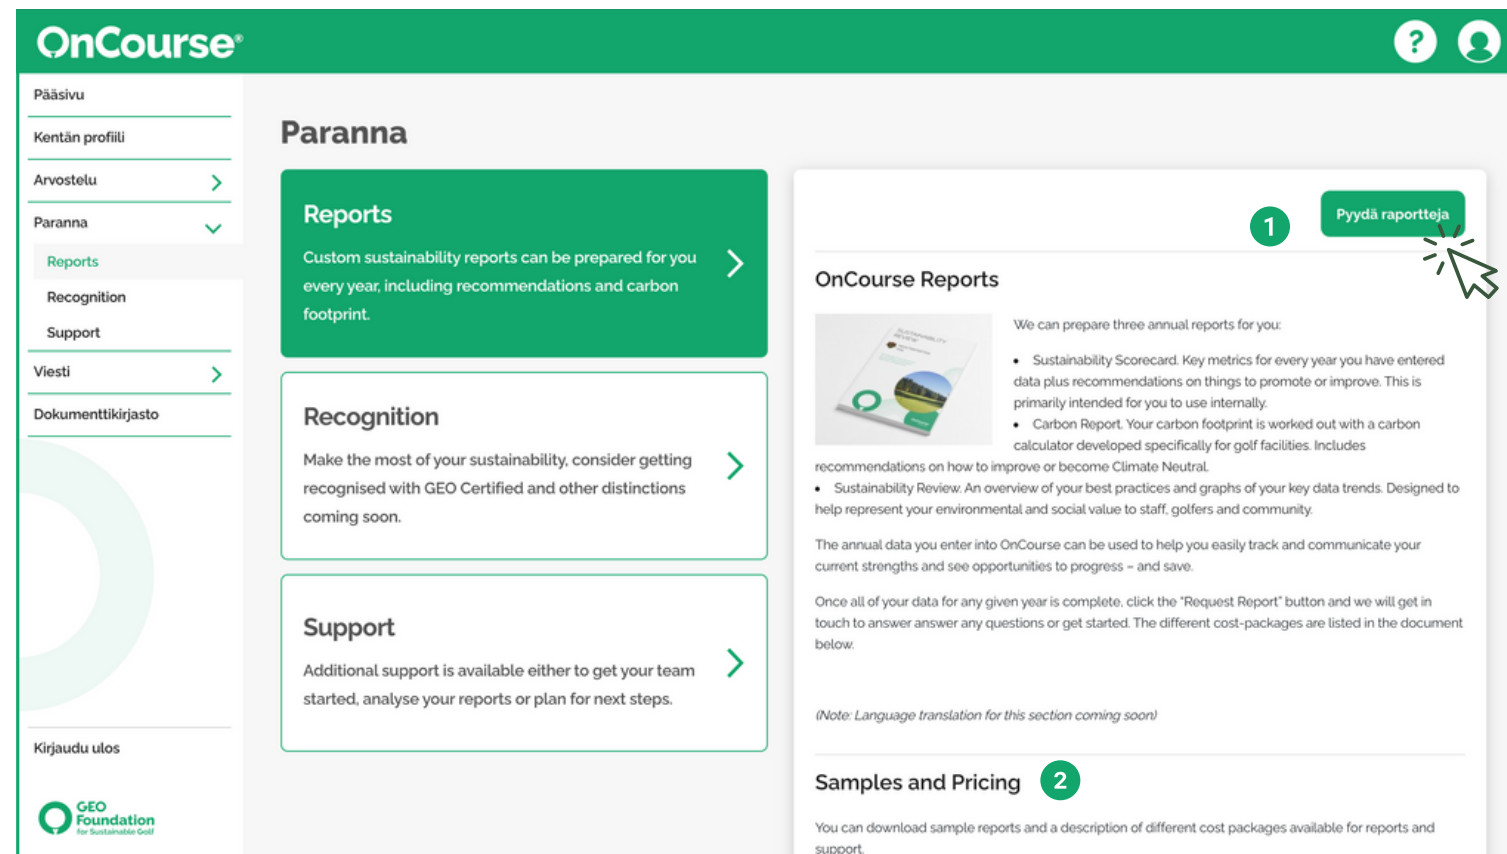 OnCourse®
?
Pääsivu
Kentän profiili
Arvostelu
Paranna
Reports
Recognition
Support
Viesti
Dokumenttikirjasto
Kirjaudu ulos
GEO
Foundation
for Sustainable Golf
Paranna
Reports
Custom sustainability reports can be prepared for you
every year, including recommendations and carbon
footprint.
Recognition
Make the most of your sustainability, consider getting
recognised with GEO Certified and other distinctions
coming soon.
Support
Additional support is available either to get your team
started, analyse your reports or plan for next steps.
1
Pyydä raportteja
OnCourse Reports
SUSTAINABILITY
REVIEW
We can prepare three annual reports for you:
• Sustainability Scorecard. Key metrics for every year you have entered
data plus recommendations on things to promote or improve. This is
primarily intended for you to use internally.
• Carbon Report. Your carbon footprint is worked out with a carbon
calculator developed specifically for golf facilities. Includes
recommendations on how to improve or become Climate Neutral.
• Sustainability Review. An overview of your best practices and graphs of your key data trends. Designed to
help represent your environmental and social value to staff, golfers and community.
The annual data you enter into OnCourse can be used to help you easily track and communicate your
current strengths and see opportunities to progress – and save.
Once all of your data for any given year is complete, click the "Request Report" button and we will get in
touch to answer answer any questions or get started. The different cost-packages are listed in the document
below.
(Note: Language translation for this section coming soon)
Samples and Pricing
2
You can download sample reports and a description of different cost packages available for reports and
support.